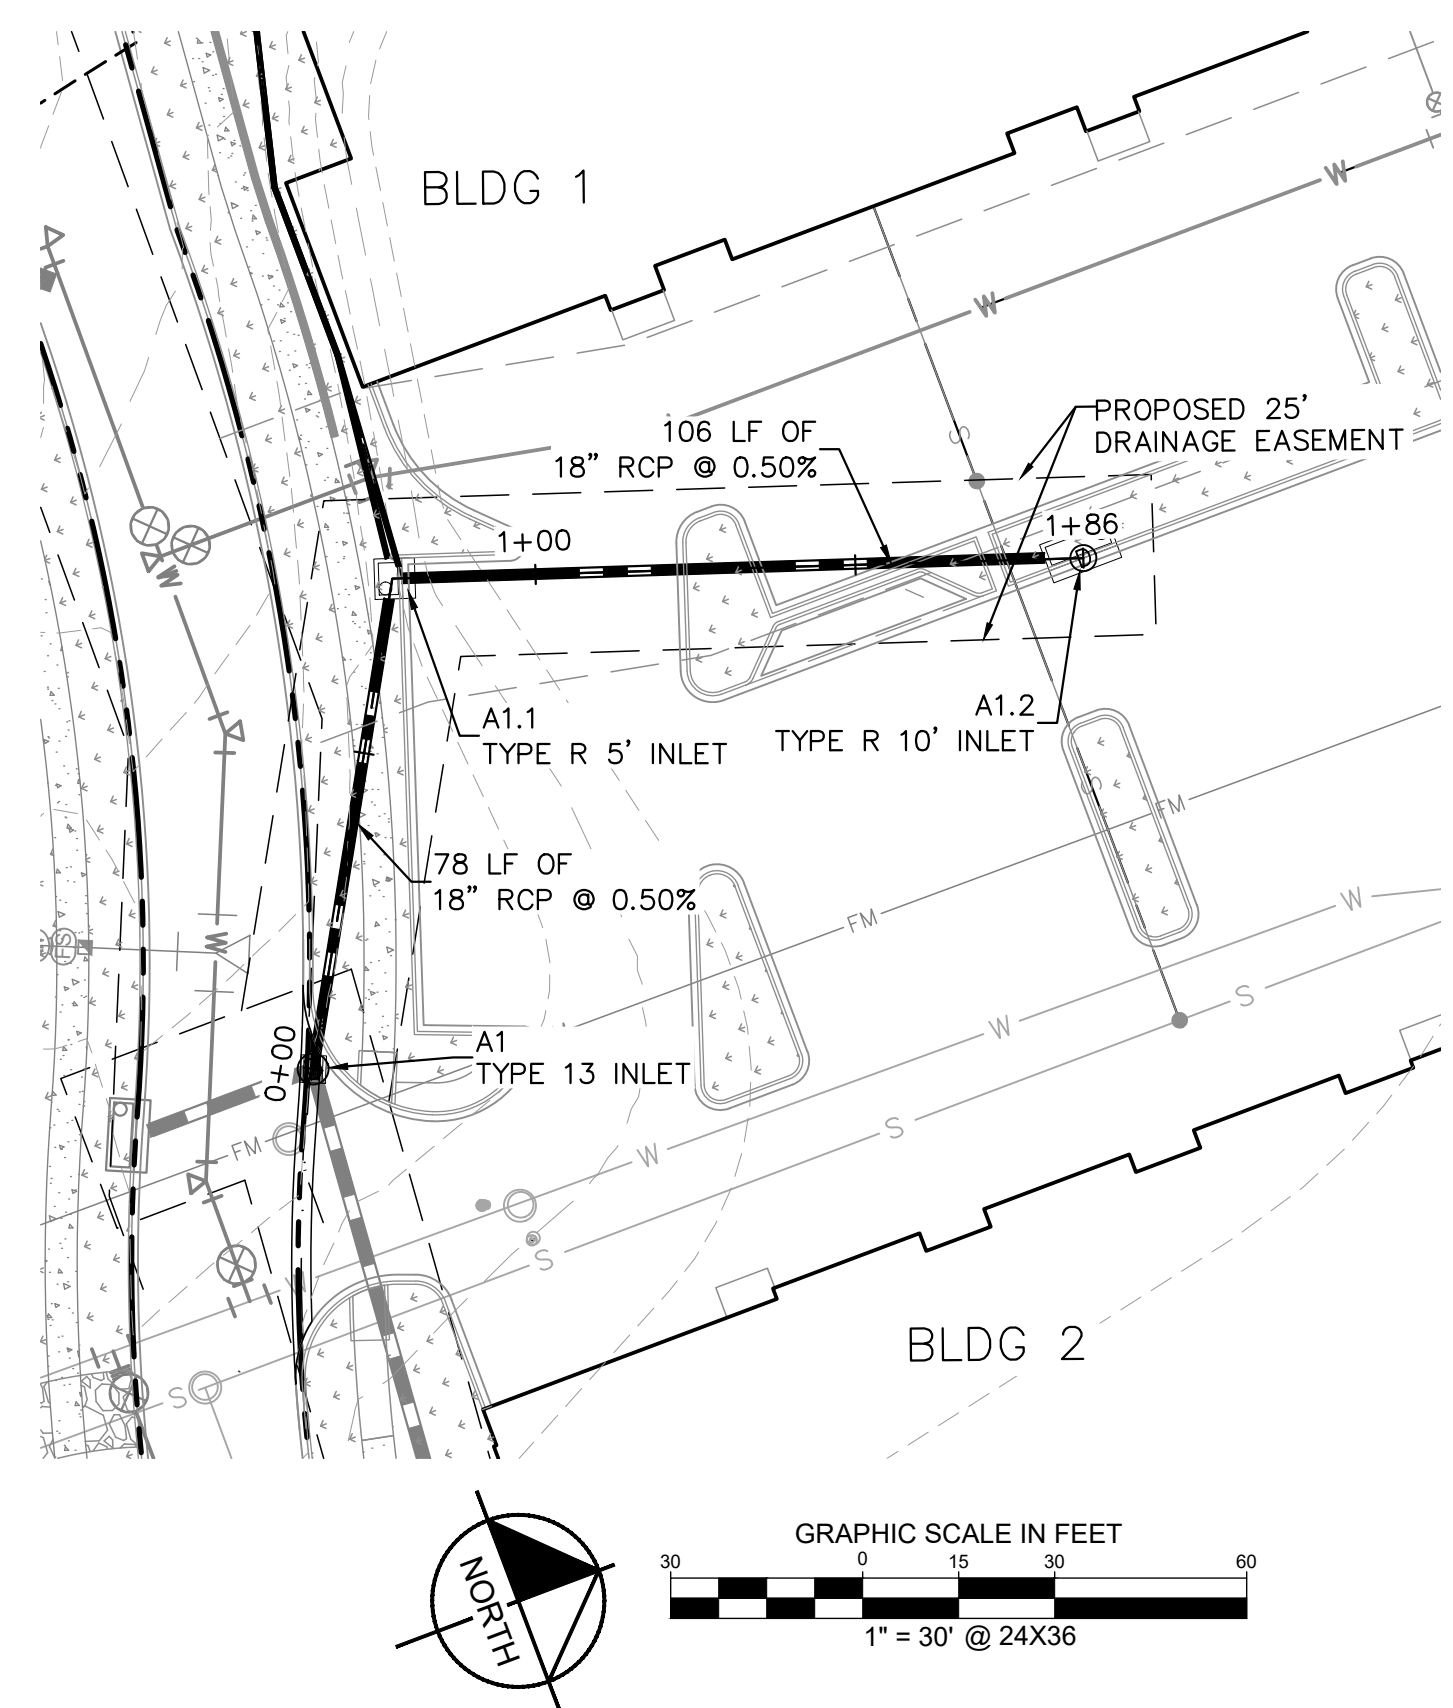 BLDG 1
W
W
S
PROPOSED 25'
DRAINAGE EASEMENT
106 LF OF
18" RCP @ 0.50%
1+00
1+86
D
W
A1.1
TYPE R 5' INLET
A1.2
TYPE R 10' INLET
S
FM
78 LF OF
18" RCP @ 0.50%
FM
W
W
S
W
A1
TYPE 13 INLET
0+00
FM
W
S
S
W
S
BLDG 2
NORTH
GRAPHIC SCALE IN FEET
30 0 15 30 60
1" = 30' @ 24X36